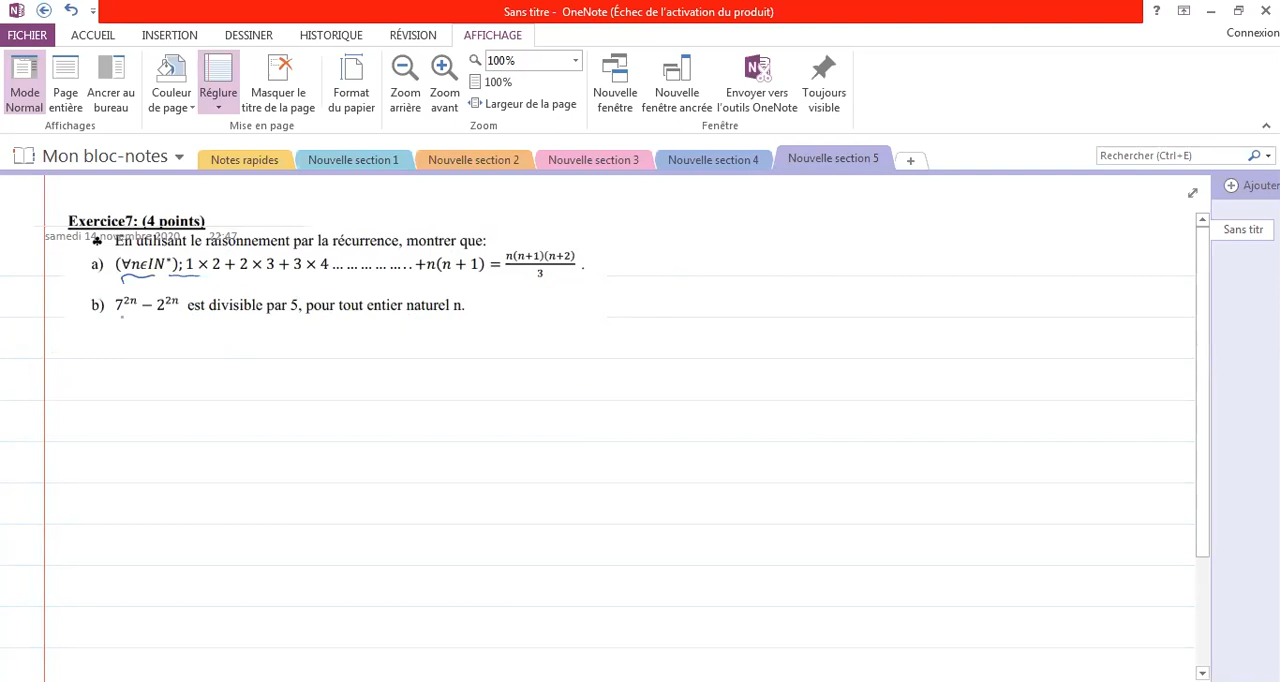 Sans titre - OneNote (Échec de l'activation du produit)
?
FICHIER ACCUEIL INSERTION DESSINER HISTORIQUE RÉVISION AFFICHAGE Connexion
Mode Normal
Page entière
Ancrer au bureau
Affichages
Couleur de page
Réglure
Masquer le titre de la page
Format du papier
Mise en page
Zoom arrière
Zoom avant
100%
100%
Largeur de la page
Zoom
Nouvelle fenêtre
Nouvelle fenêtre ancrée
Envoyer vers l'outils OneNote
Toujours visible
Fenêtre
Mon bloc-notes Notes rapides Nouvelle section 1 Nouvelle section 2 Nouvelle section 3 Nouvelle section 4 Nouvelle section 5 + Rechercher (Ctrl+E)
Ajouter
Sans titr
Exercice7: (4 points)
samedi 14 novembre 2020 22:47
♣ En utilisant le raisonnement par la récurrence, montrer que:
a) (∀nϵIN*); 1 × 2 + 2 × 3 + 3 × 4 … … … … … . . +n(n + 1) = n(n+1)(n+2)/3 .
b) 7²ⁿ − 2²ⁿ est divisible par 5, pour tout entier naturel n.